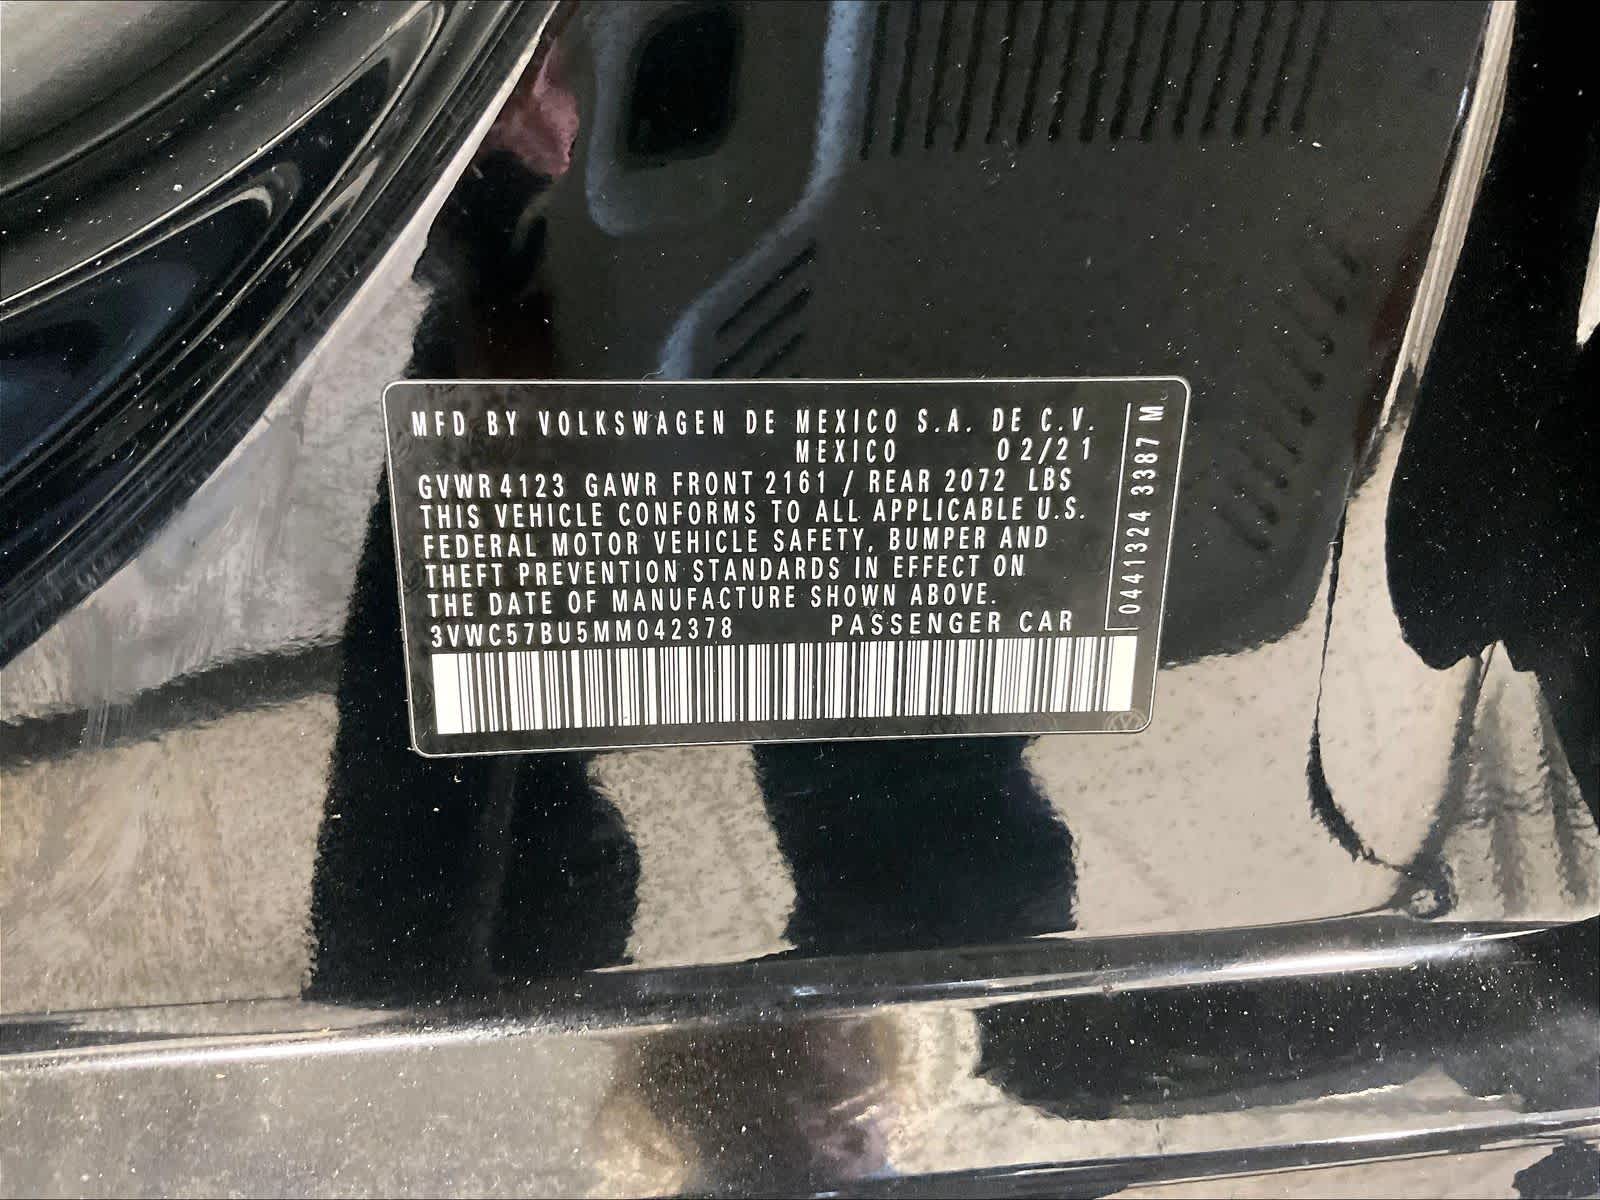 MFD BY VOLKSWAGEN DE MEXICO S.A. DE C.V.
MEXICO 02/21
GVWR 4123 GAWR FRONT 2161 / REAR 2072 LBS
THIS VEHICLE CONFORMS TO ALL APPLICABLE U.S.
FEDERAL MOTOR VEHICLE SAFETY, BUMPER AND
THEFT PREVENTION STANDARDS IN EFFECT ON
THE DATE OF MANUFACTURE SHOWN ABOVE.
3VWC57BU5MM042378 PASSENGER CAR
0441324 3387 M